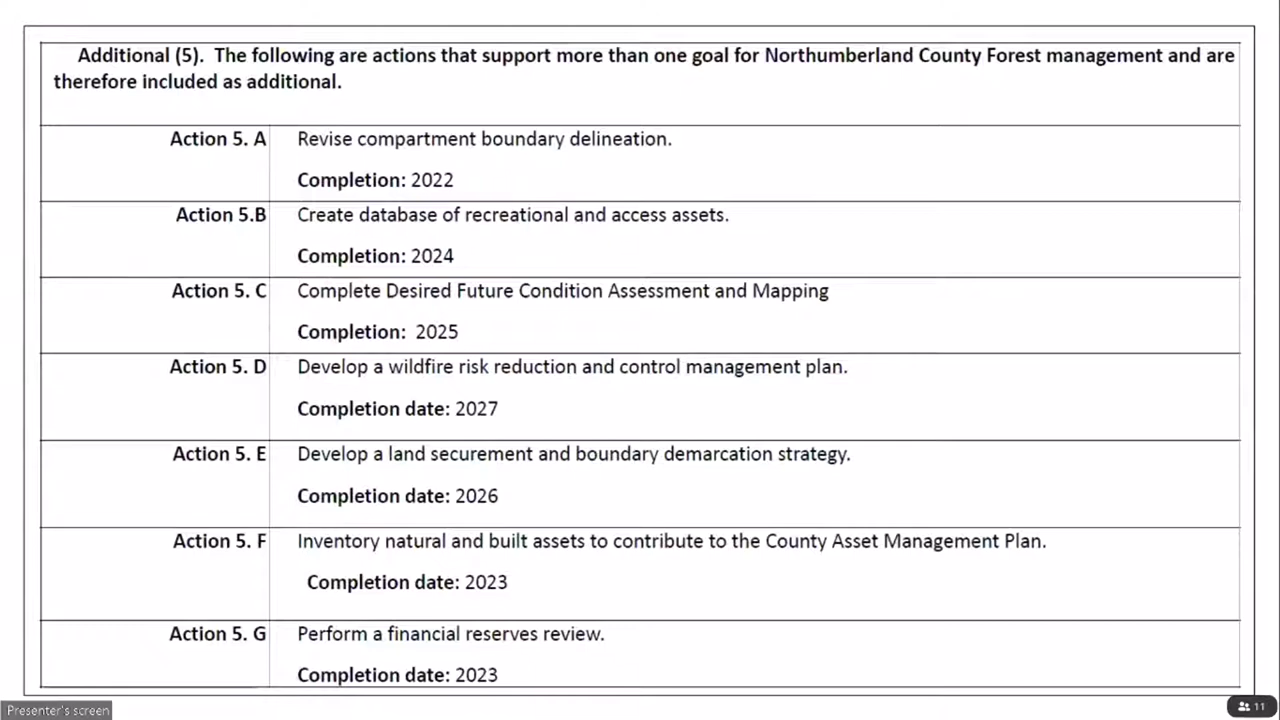 Additional (5). The following are actions that support more than one goal for Northumberland County Forest management and are
therefore included as additional.
Action 5. A
Revise compartment boundary delineation.
Completion: 2022
Action 5.B
Create database of recreational and access assets.
Completion: 2024
Action 5. C
Complete Desired Future Condition Assessment and Mapping
Completion: 2025
Action 5. D
Develop a wildfire risk reduction and control management plan.
Completion date: 2027
Action 5. E
Develop a land securement and boundary demarcation strategy.
Completion date: 2026
Action 5. F
Inventory natural and built assets to contribute to the County Asset Management Plan.
Completion date: 2023
Action 5. G
Perform a financial reserves review.
Completion date: 2023
Presenter's screen
11